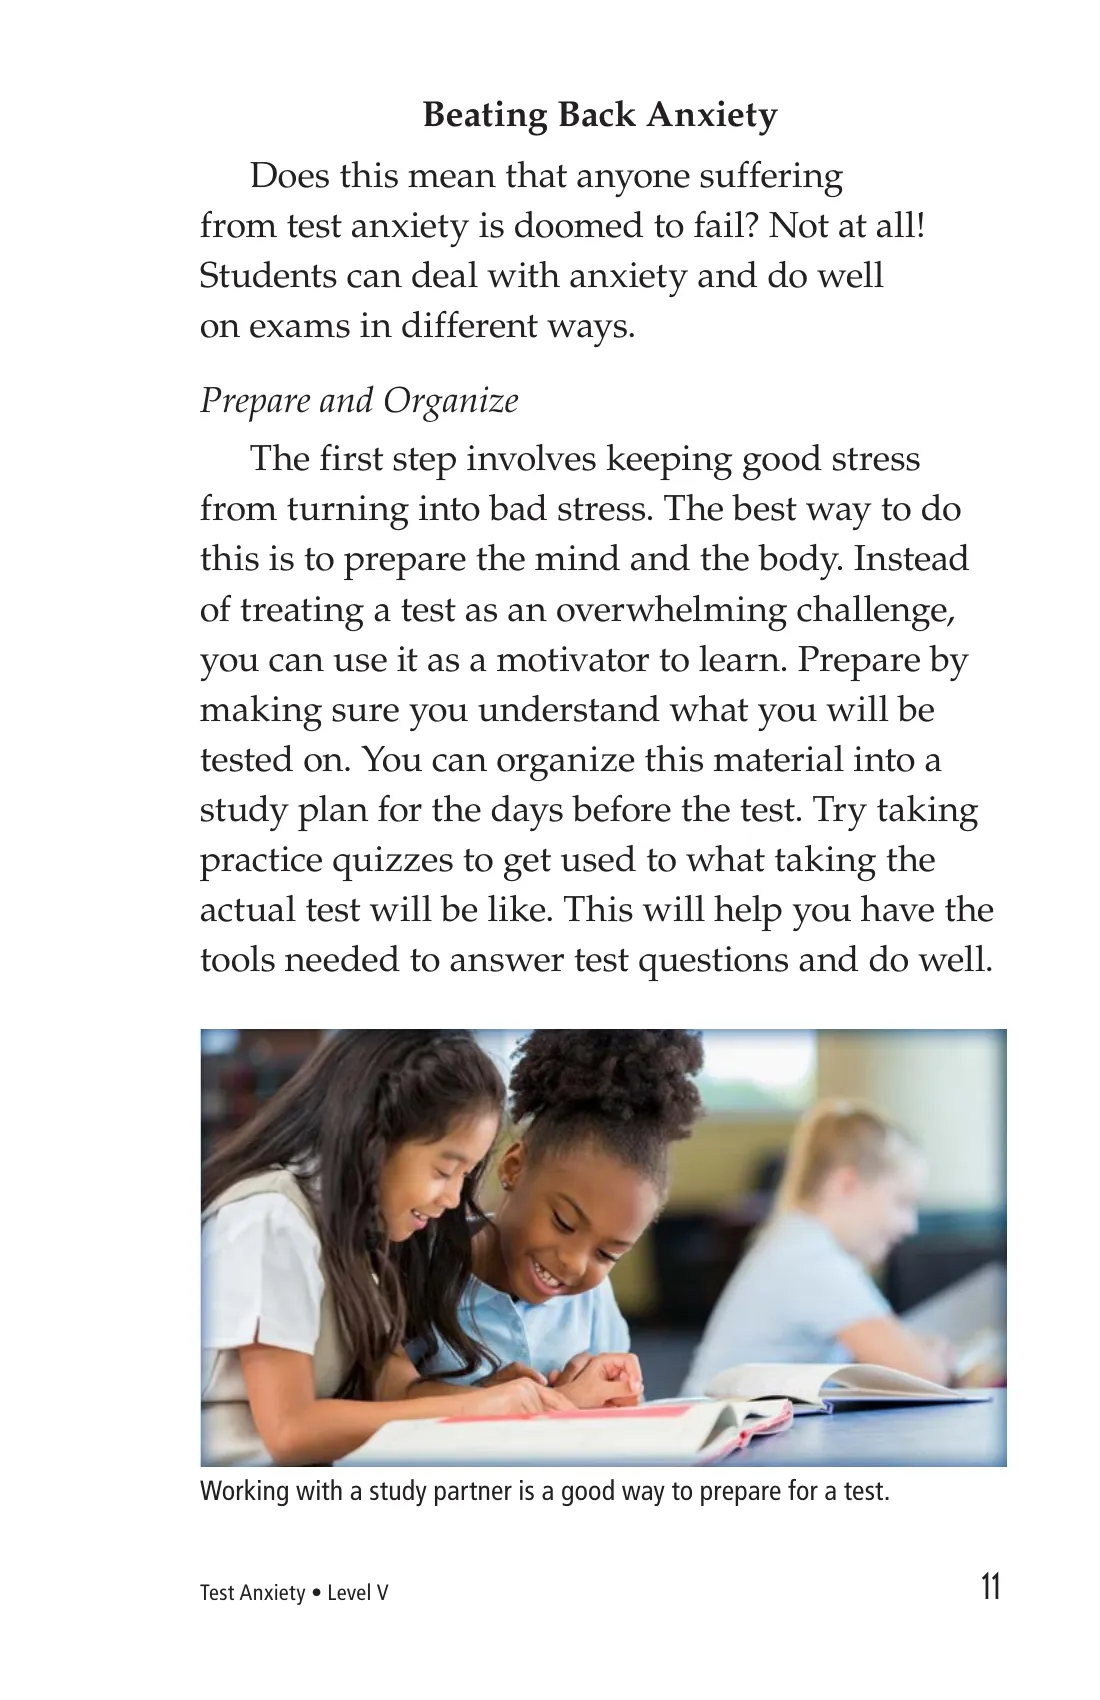 Beating Back Anxiety
Does this mean that anyone suffering
from test anxiety is doomed to fail? Not at all!
Students can deal with anxiety and do well
on exams in different ways.
Prepare and Organize
The first step involves keeping good stress
from turning into bad stress. The best way to do
this is to prepare the mind and the body. Instead
of treating a test as an overwhelming challenge,
you can use it as a motivator to learn. Prepare by
making sure you understand what you will be
tested on. You can organize this material into a
study plan for the days before the test. Try taking
practice quizzes to get used to what taking the
actual test will be like. This will help you have the
tools needed to answer test questions and do well.
Working with a study partner is a good way to prepare for a test.
Test Anxiety • Level V
11